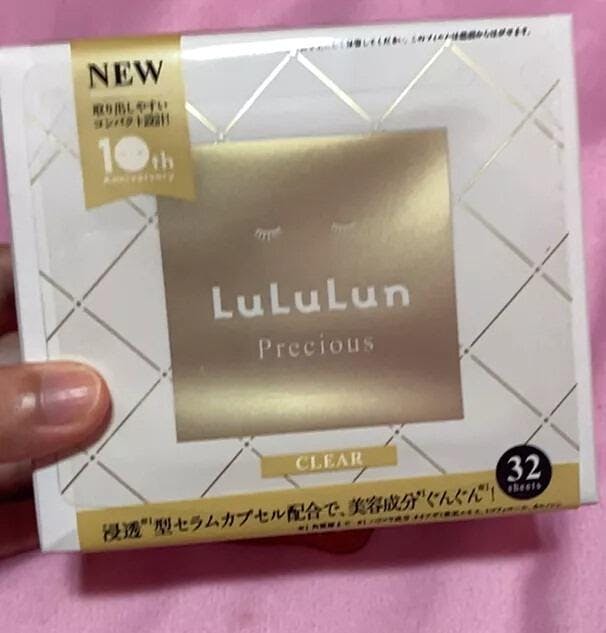 NEW
取り出しやすい
コンパクト設計!
10th
Anniversary
LuLuLun
Precious
CLEAR
32
sheets
浸透*1型セラムカプセル配合で、美容成分*1ぐんぐん*1!